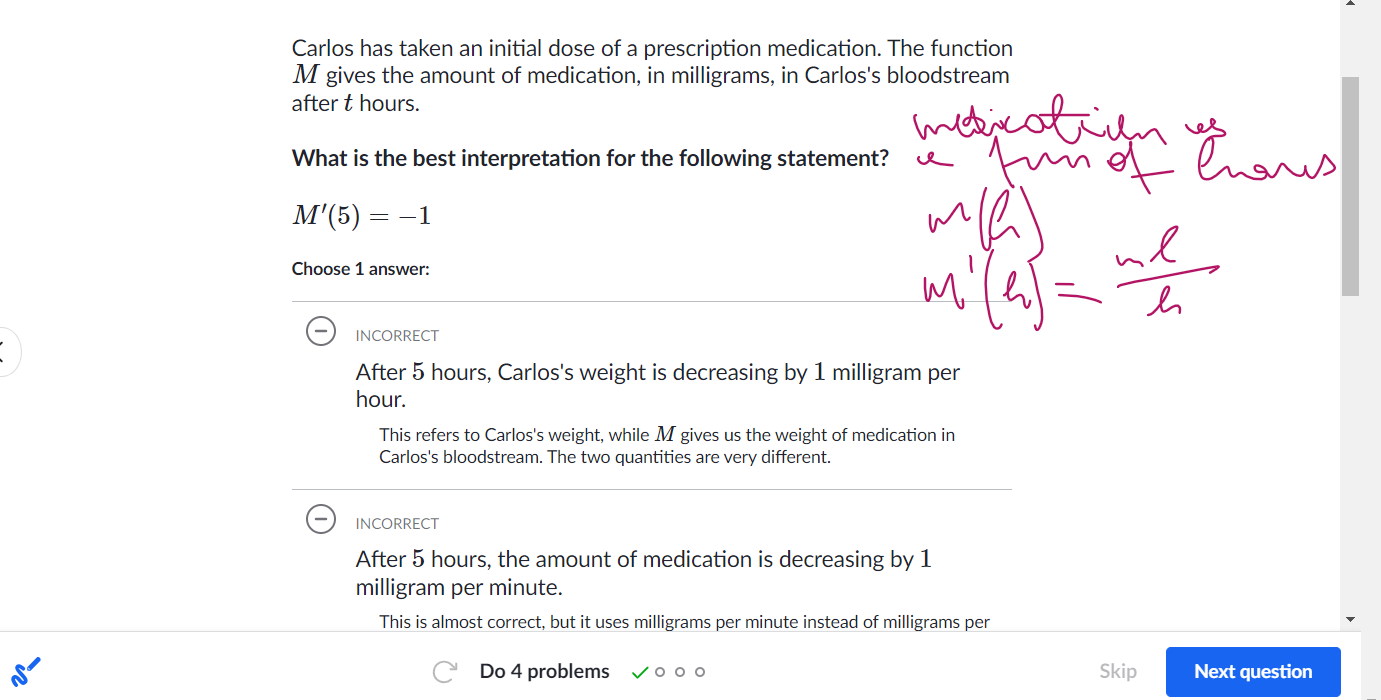 Carlos has taken an initial dose of a prescription medication. The function
M gives the amount of medication, in milligrams, in Carlos's bloodstream
after t hours.
What is the best interpretation for the following statement?
M′(5) = −1
Choose 1 answer:
INCORRECT
After 5 hours, Carlos's weight is decreasing by 1 milligram per
hour.
This refers to Carlos's weight, while M gives us the weight of medication in
Carlos's bloodstream. The two quantities are very different.
INCORRECT
After 5 hours, the amount of medication is decreasing by 1
milligram per minute.
This is almost correct, but it uses milligrams per minute instead of milligrams per
of
m(h)
m'(h) = ml
h
Do 4 problems
Skip
Next question